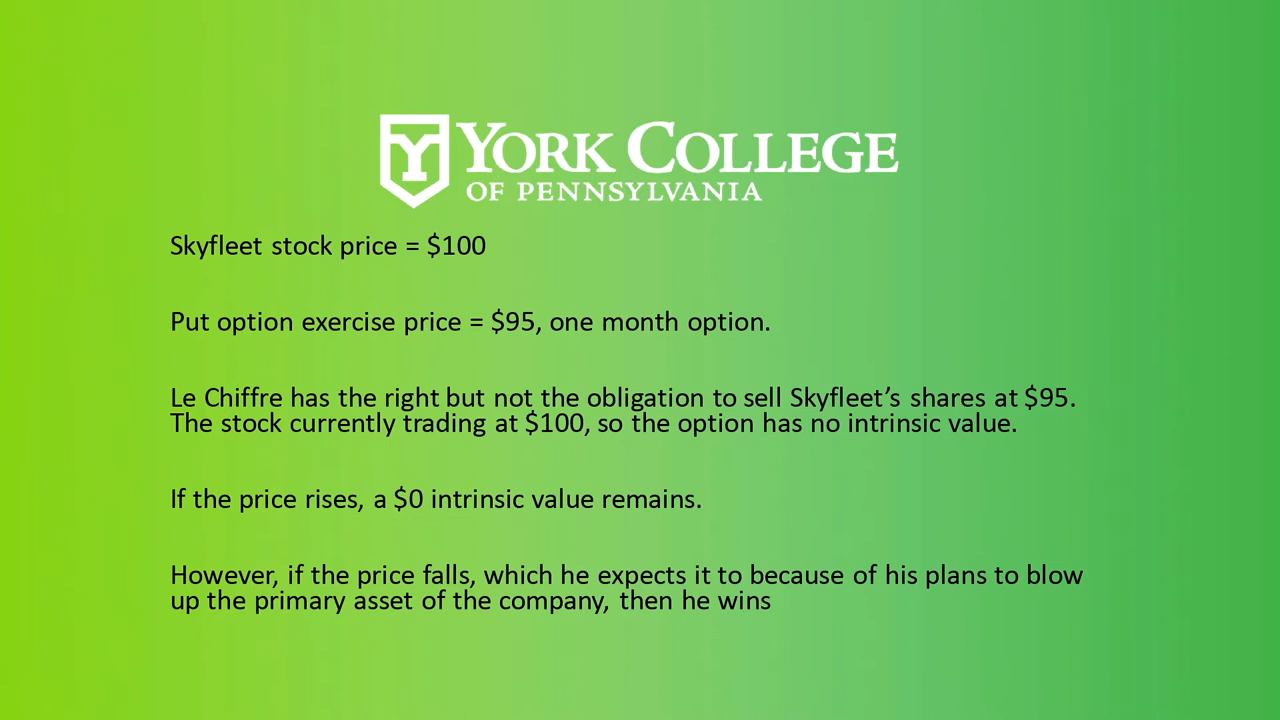 YORK COLLEGE
OF PENNSYLVANIA
Skyfleet stock price = $100
Put option exercise price = $95, one month option.
Le Chiffre has the right but not the obligation to sell Skyfleet’s shares at $95.
The stock currently trading at $100, so the option has no intrinsic value.
If the price rises, a $0 intrinsic value remains.
However, if the price falls, which he expects it to because of his plans to blow
up the primary asset of the company, then he wins